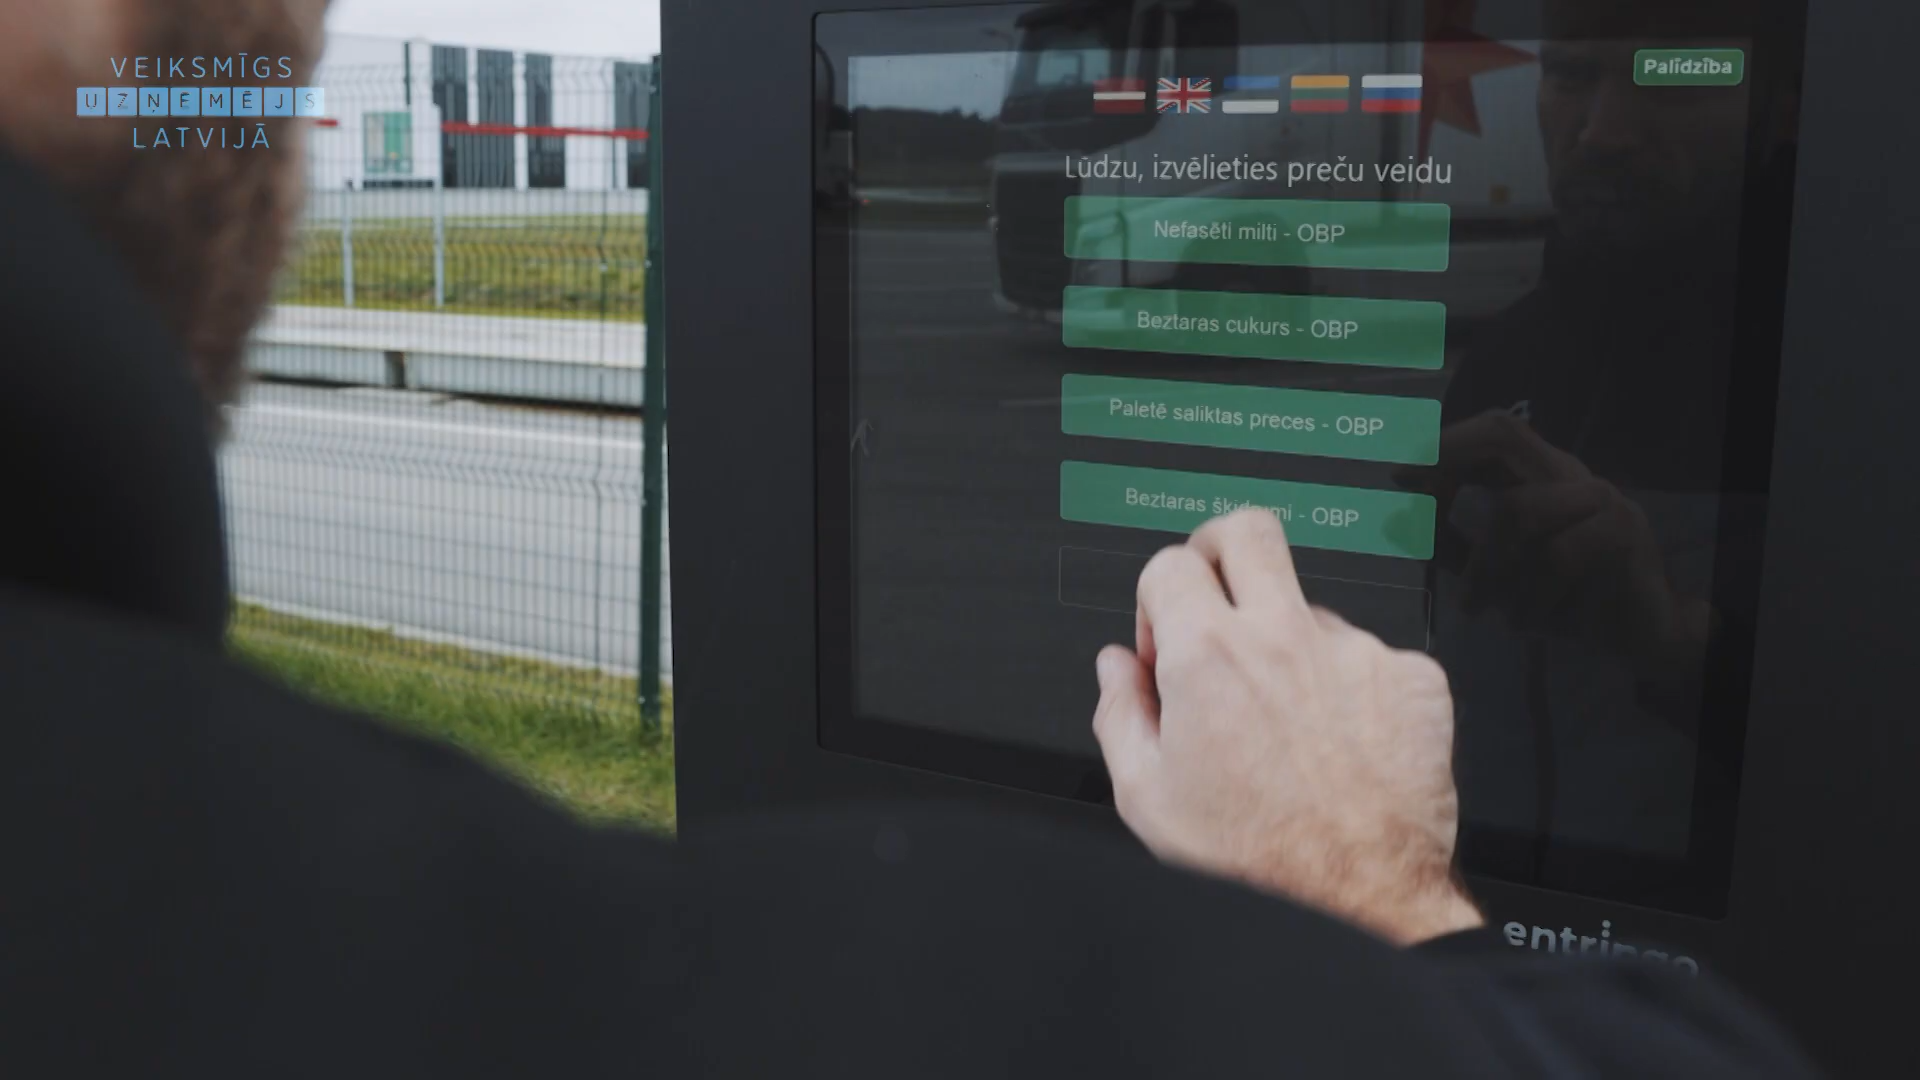 VEIKSMĪGS
UZŅĒMĒJS
LATVIJĀ
Palīdzība
Lūdzu, izvēlieties preču veidu
Nefasēti milti - OBP
Beztaras cukurs - OBP
Paletē saliktas preces - OBP
Beztaras - OBP